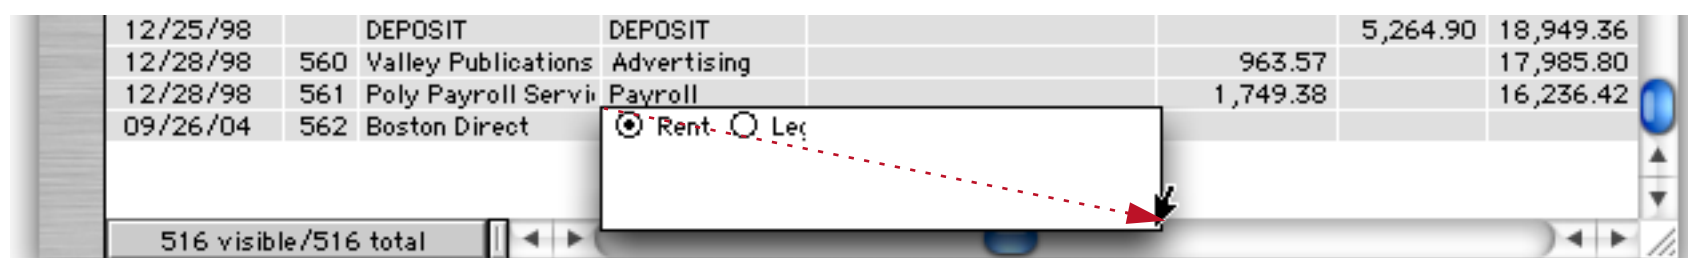 12/25/98 DEPOSIT DEPOSIT 5,264.90 18,949.36
12/28/98 560 Valley Publications Advertising 963.57 17,985.80
12/28/98 561 Poly Payroll Servi Payroll 1,749.38 16,236.42
09/26/04 562 Boston Direct Rent Leg
516 visible/516 total